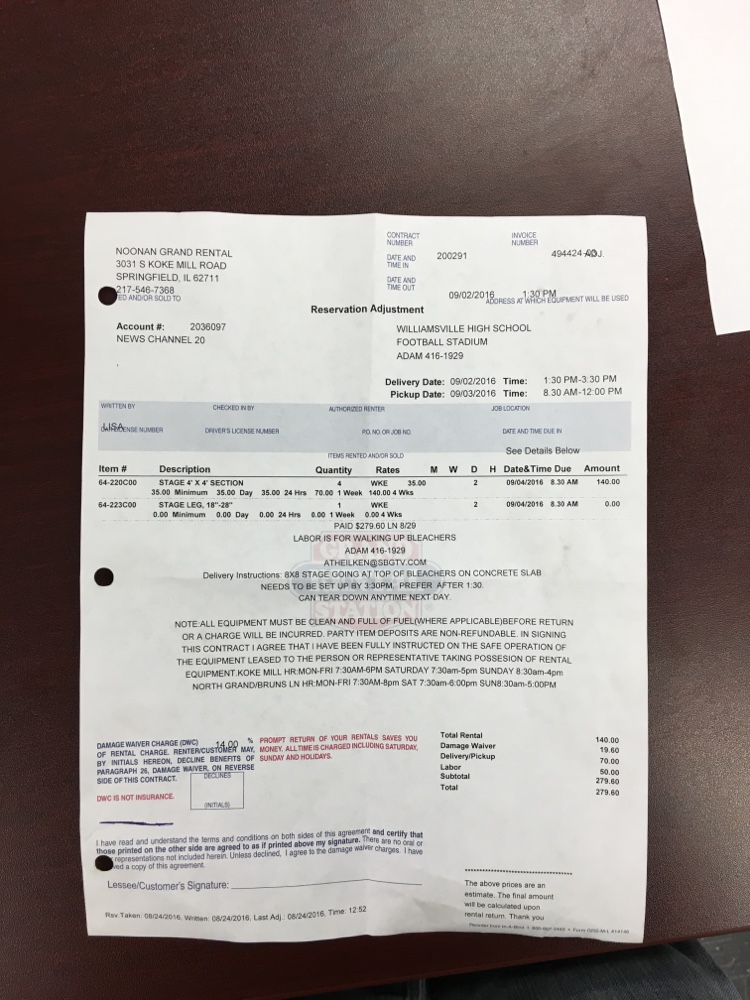 CONTRACT NUMBER
INVOICE NUMBER
NOONAN GRAND RENTAL
3031 S KOKE MILL ROAD
SPRINGFIELD, IL 62711
217-546-7368
DATE AND TIME IN
200291
494424-ADJ.
DATE AND TIME OUT
09/02/2016 1:30 PM
ED AND/OR SOLD TO
ADDRESS AT WHICH EQUIPMENT WILL BE USED
Reservation Adjustment
Account #: 2036097
NEWS CHANNEL 20
WILLIAMSVILLE HIGH SCHOOL
FOOTBALL STADIUM
ADAM 416-1929
Delivery Date: 09/02/2016 Time: 1:30 PM-3:30 PM
Pickup Date: 09/03/2016 Time: 8.30 AM-12:00 PM
WRITTEN BY CHECKED IN BY AUTHORIZED RENTER JOB LOCATION
LISA
LICENSE NUMBER DRIVER'S LICENSE NUMBER P.O. NO. OR JOB NO. DATE AND TIME DUE IN
See Details Below
ITEMS RENTED AND/OR SOLD
Item # Description Quantity Rates M W D H Date&Time Due Amount
64-220C00 STAGE 4' X 4' SECTION 4 WKE 35.00 2 09/04/2016 8.30 AM 140.00
35.00 Minimum 35.00 Day 35.00 24 Hrs 70.00 1 Week 140.00 4 Wks
64-223C00 STAGE LEG, 18"-28" 1 WKE 2 09/04/2016 8.30 AM 0.00
0.00 Minimum 0.00 Day 0.00 24 Hrs 0.00 1 Week 0.00 4 Wks
PAID $279.60 LN 8/29
LABOR IS FOR WALKING UP BLEACHERS
ADAM 416-1929
ATHEILKEN@SBGTV.COM
GRAND
STATION
Delivery Instructions: 8X8 STAGE GOING AT TOP OF BLEACHERS ON CONCRETE SLAB
NEEDS TO BE SET UP BY 3:30PM, PREFER AFTER 1:30.
CAN TEAR DOWN ANYTIME NEXT DAY.
NOTE:ALL EQUIPMENT MUST BE CLEAN AND FULL OF FUEL(WHERE APPLICABLE)BEFORE RETURN
OR A CHARGE WILL BE INCURRED. PARTY ITEM DEPOSITS ARE NON-REFUNDABLE. IN SIGNING
THIS CONTRACT I AGREE THAT I HAVE BEEN FULLY INSTRUCTED ON THE SAFE OPERATION OF
THE EQUIPMENT LEASED TO THE PERSON OR REPRESENTATIVE TAKING POSSESION OF RENTAL
EQUIPMENT.KOKE MILL HR:MON-FRI 7:30AM-6PM SATURDAY 7:30am-5pm SUNDAY 8:30am-4pm
NORTH GRAND/BRUNS LN HR:MON-FRI 7:30AM-8pm SAT 7:30am-6:00pm SUN8:30am-5:00PM
DAMAGE WAIVER CHARGE (DWC) 14.00 %
OF RENTAL CHARGE. RENTER/CUSTOMER MAY,
BY INITIALS HEREON, DECLINE BENEFITS OF
PARAGRAPH 26, DAMAGE WAIVER, ON REVERSE
SIDE OF THIS CONTRACT.
DECLINES
DWC IS NOT INSURANCE.
(INITIALS)
PROMPT RETURN OF YOUR RENTALS SAVES YOU
MONEY. ALL TIME IS CHARGED INCLUDING SATURDAY,
SUNDAY AND HOLIDAYS.
Total Rental 140.00
Damage Waiver 19.60
Delivery/Pickup 70.00
Labor 50.00
Subtotal 279.60
Total 279.60
I have read and understand the terms and conditions on both sides of this agreement and certify that
those printed on the other side are agreed to as if printed above my signature. There are no oral or
representations not included herein. Unless declined, I agree to the damage waiver charges. I have
ved a copy of this agreement.
Lessee/Customer's Signature:
The above prices are an
estimate. The final amount
will be calculated upon
rental return. Thank you
Rsv Taken: 08/24/2016, Written: 08/24/2016, Last Adj.: 08/24/2016, Time: 12:52